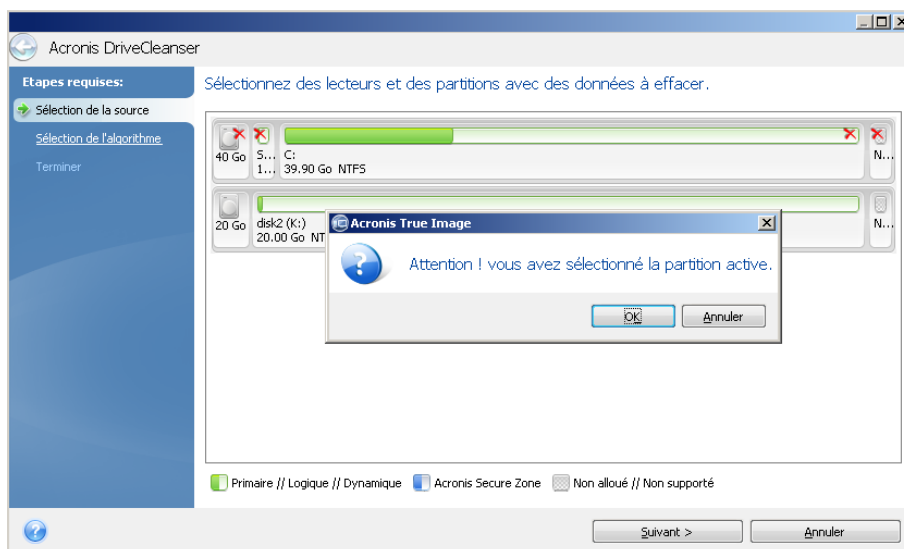 Acronis DriveCleanser
Etapes requises:
Sélection de la source
Sélection de l'algorithme
Terminer
Sélectionnez des lecteurs et des partitions avec des données à effacer.
40 Go
S...
1...
C:
39.90 Go NTFS
N...
20 Go
disk2 (K:)
20.00 Go NT
N...
Acronis True Image
Attention ! vous avez sélectionné la partition active.
OK
Annuler
Primaire // Logique // Dynamique
Acronis Secure Zone
Non alloué // Non supporté
Suivant >
Annuler